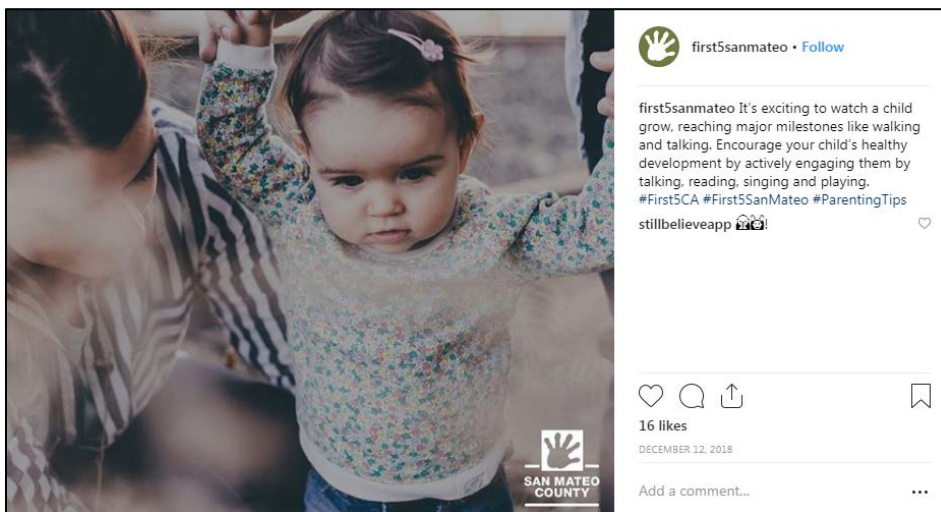 first5sanmateo • Follow
first5sanmateo It's exciting to watch a child
grow, reaching major milestones like walking
and talking. Encourage your child's healthy
development by actively engaging them by
talking, reading, singing and playing.
#First5CA #First5SanMateo #ParentingTips
stillbelieveapp 🙈🐰!
16 likes
DECEMBER 12, 2018
Add a comment...
SAN MATEO
COUNTY